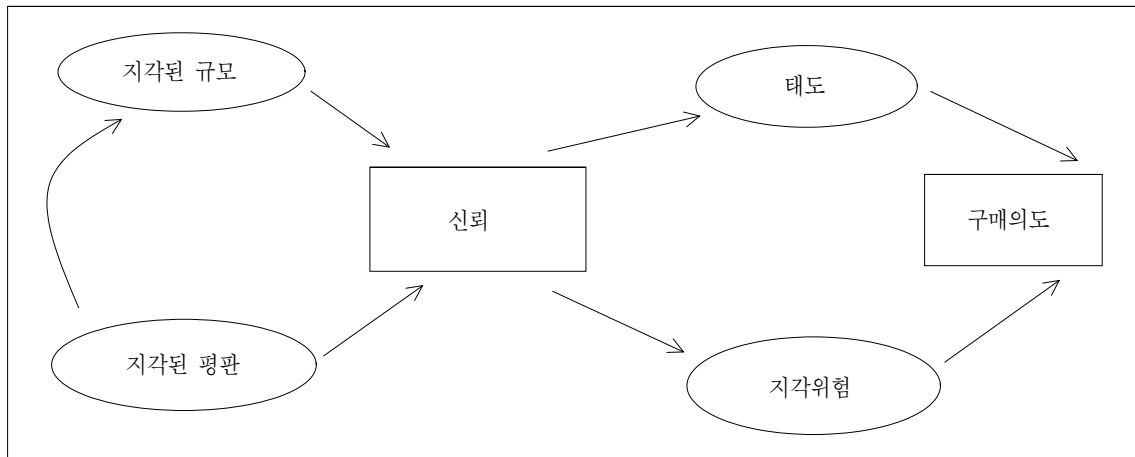 지각된 규모
태도
신뢰
구매의도
지각된 평판
지각위험